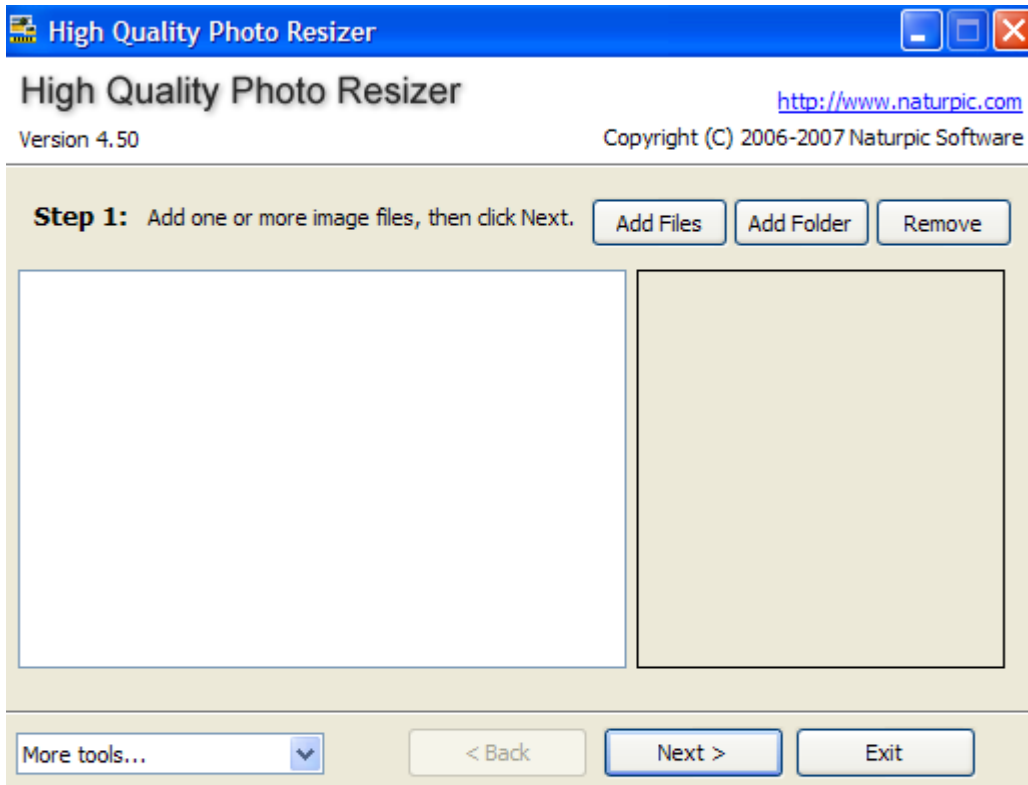 High Quality Photo Resizer
High Quality Photo Resizer
http://www.naturpic.com
Version 4.50
Copyright (C) 2006-2007 Naturpic Software
Step 1: Add one or more image files, then click Next.
Add Files
Add Folder
Remove
More tools...
< Back
Next >
Exit